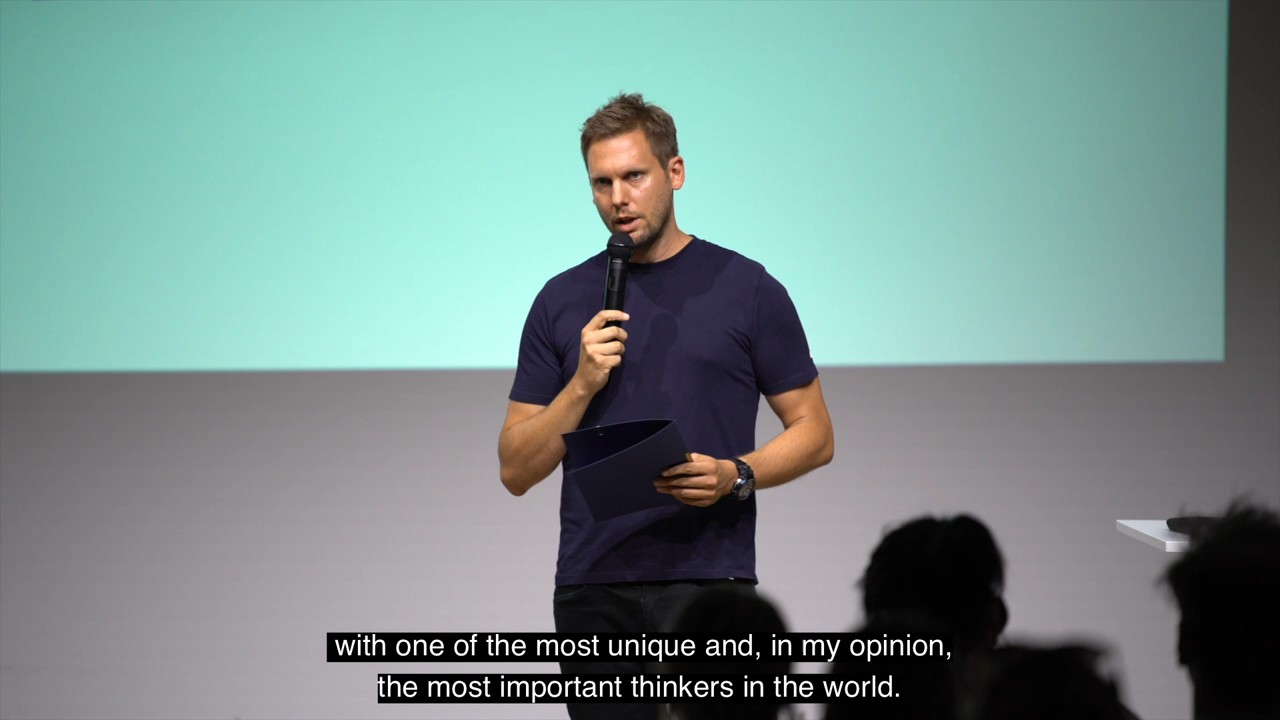 with one of the most unique and, in my opinion,
the most important thinkers in the world.